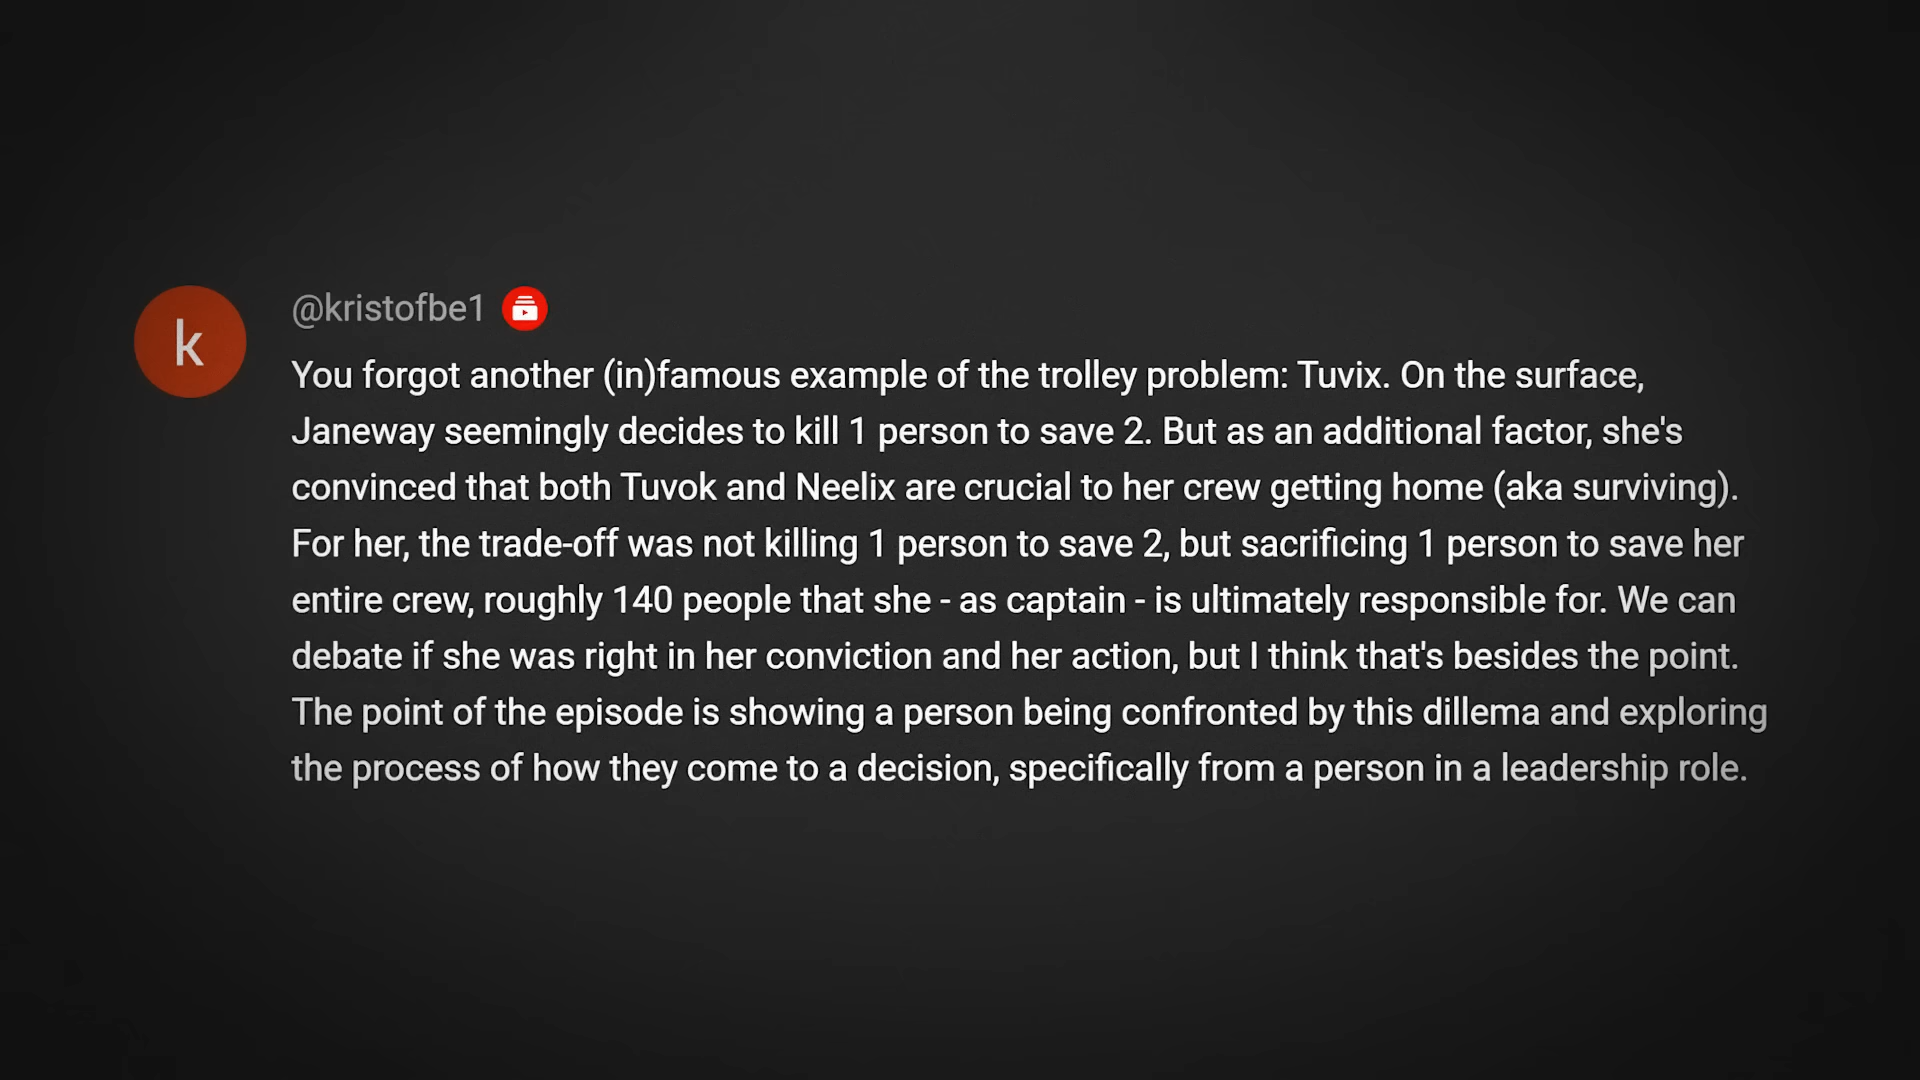 k
@kristofbe1
You forgot another (in)famous example of the trolley problem: Tuvix. On the surface,
Janeway seemingly decides to kill 1 person to save 2. But as an additional factor, she's
convinced that both Tuvok and Neelix are crucial to her crew getting home (aka surviving).
For her, the trade-off was not killing 1 person to save 2, but sacrificing 1 person to save her
entire crew, roughly 140 people that she - as captain - is ultimately responsible for. We can
debate if she was right in her conviction and her action, but I think that's besides the point.
The point of the episode is showing a person being confronted by this dillema and exploring
the process of how they come to a decision, specifically from a person in a leadership role.